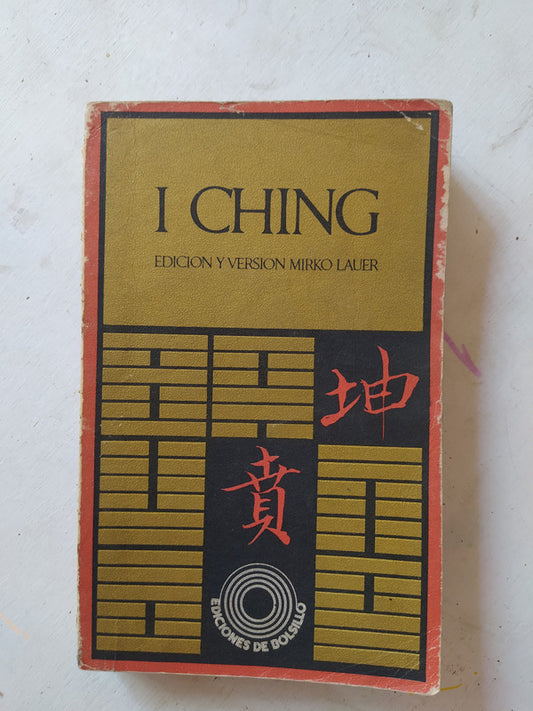 I CHING
EDICION Y VERSION MIRKO LAUER
坤
賁
EDICIONES DE BOLSILLO